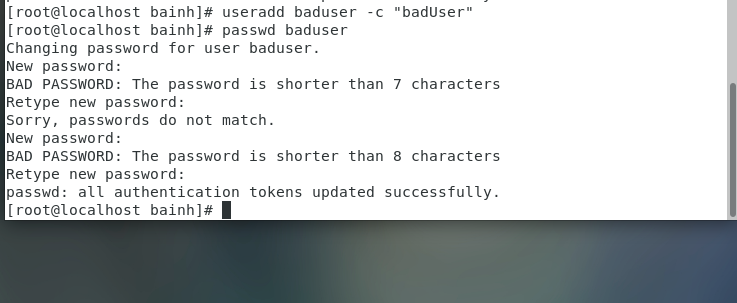 [root@localhost bainh]# useradd baduser -c "badUser"
[root@localhost bainh]# passwd baduser
Changing password for user baduser.
New password:
BAD PASSWORD: The password is shorter than 7 characters
Retype new password:
Sorry, passwords do not match.
New password:
BAD PASSWORD: The password is shorter than 8 characters
Retype new password:
passwd: all authentication tokens updated successfully.
[root@localhost bainh]#